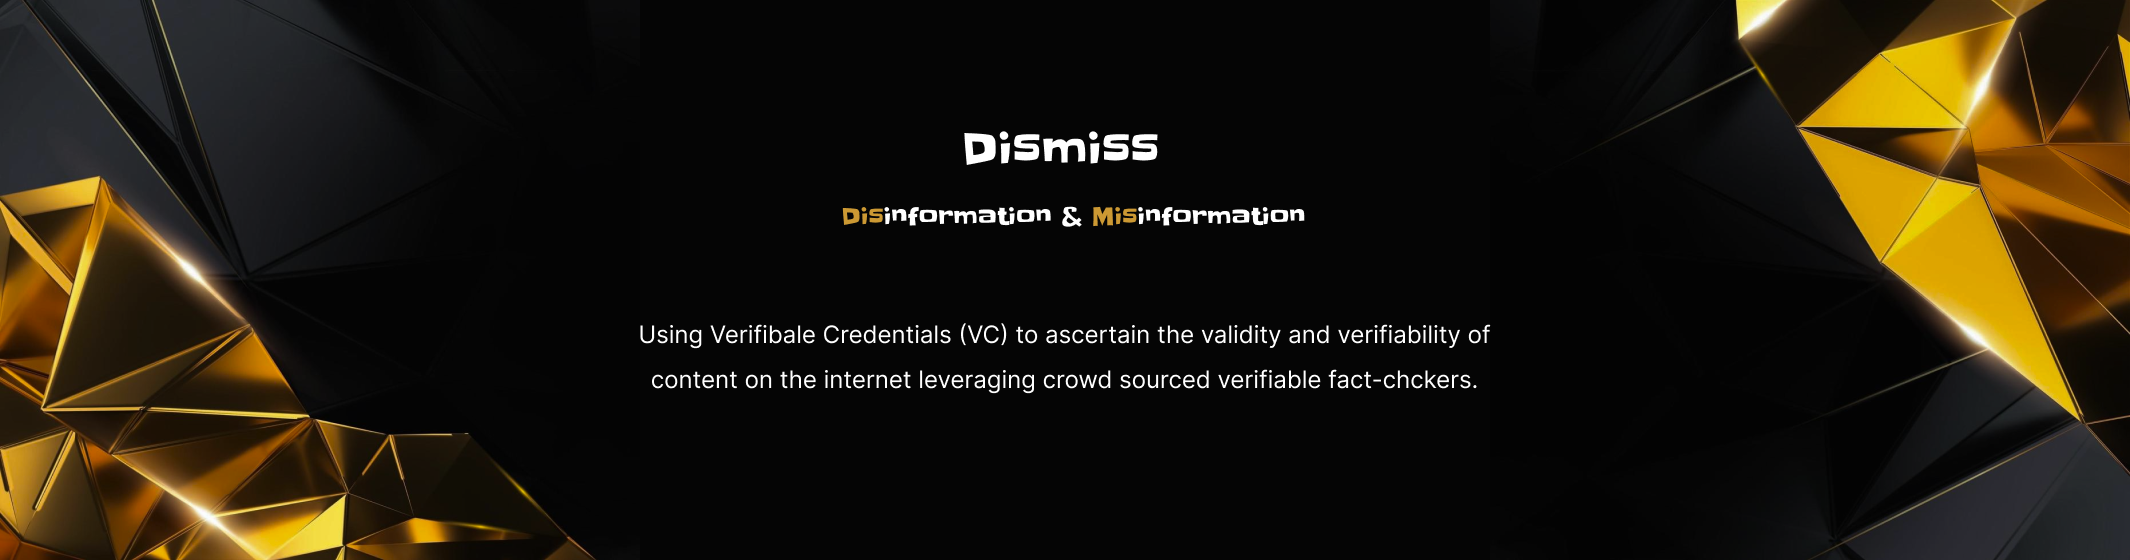 Dismiss
Disinformation & Misinformation
Using Verifibale Credentials (VC) to ascertain the validity and verifiability of
content on the internet leveraging crowd sourced verifiable fact-chckers.